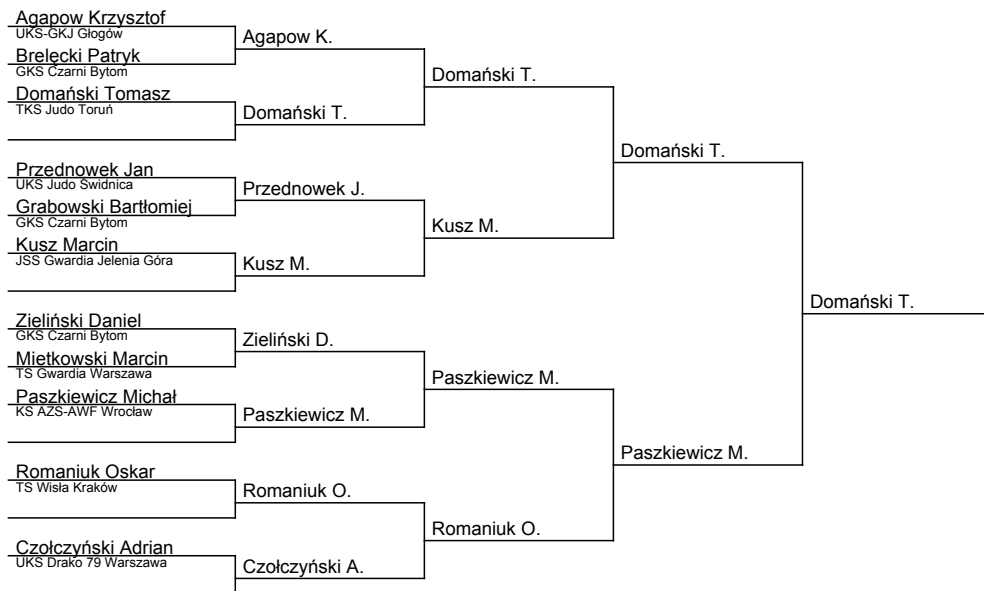 Agapow Krzysztof
UKS-GKJ Głogów
Brelęcki Patryk
GKS Czarni Bytom
Domański Tomasz
TKS Judo Toruń
Przednowek Jan
UKS Judo Świdnica
Grabowski Bartłomiej
GKS Czarni Bytom
Kusz Marcin
JSS Gwardia Jelenia Góra
Zieliński Daniel
GKS Czarni Bytom
Mietkowski Marcin
TS Gwardia Warszawa
Paszkiewicz Michał
KS AZS-AWF Wrocław
Romaniuk Oskar
TS Wisła Kraków
Czołczyński Adrian
UKS Drako 79 Warszawa
Agapow K.
Domański T.
Przednowek J.
Kusz M.
Zieliński D.
Paszkiewicz M.
Romaniuk O.
Czołczyński A.
Domański T.
Kusz M.
Paszkiewicz M.
Romaniuk O.
Domański T.
Paszkiewicz M.
Domański T.